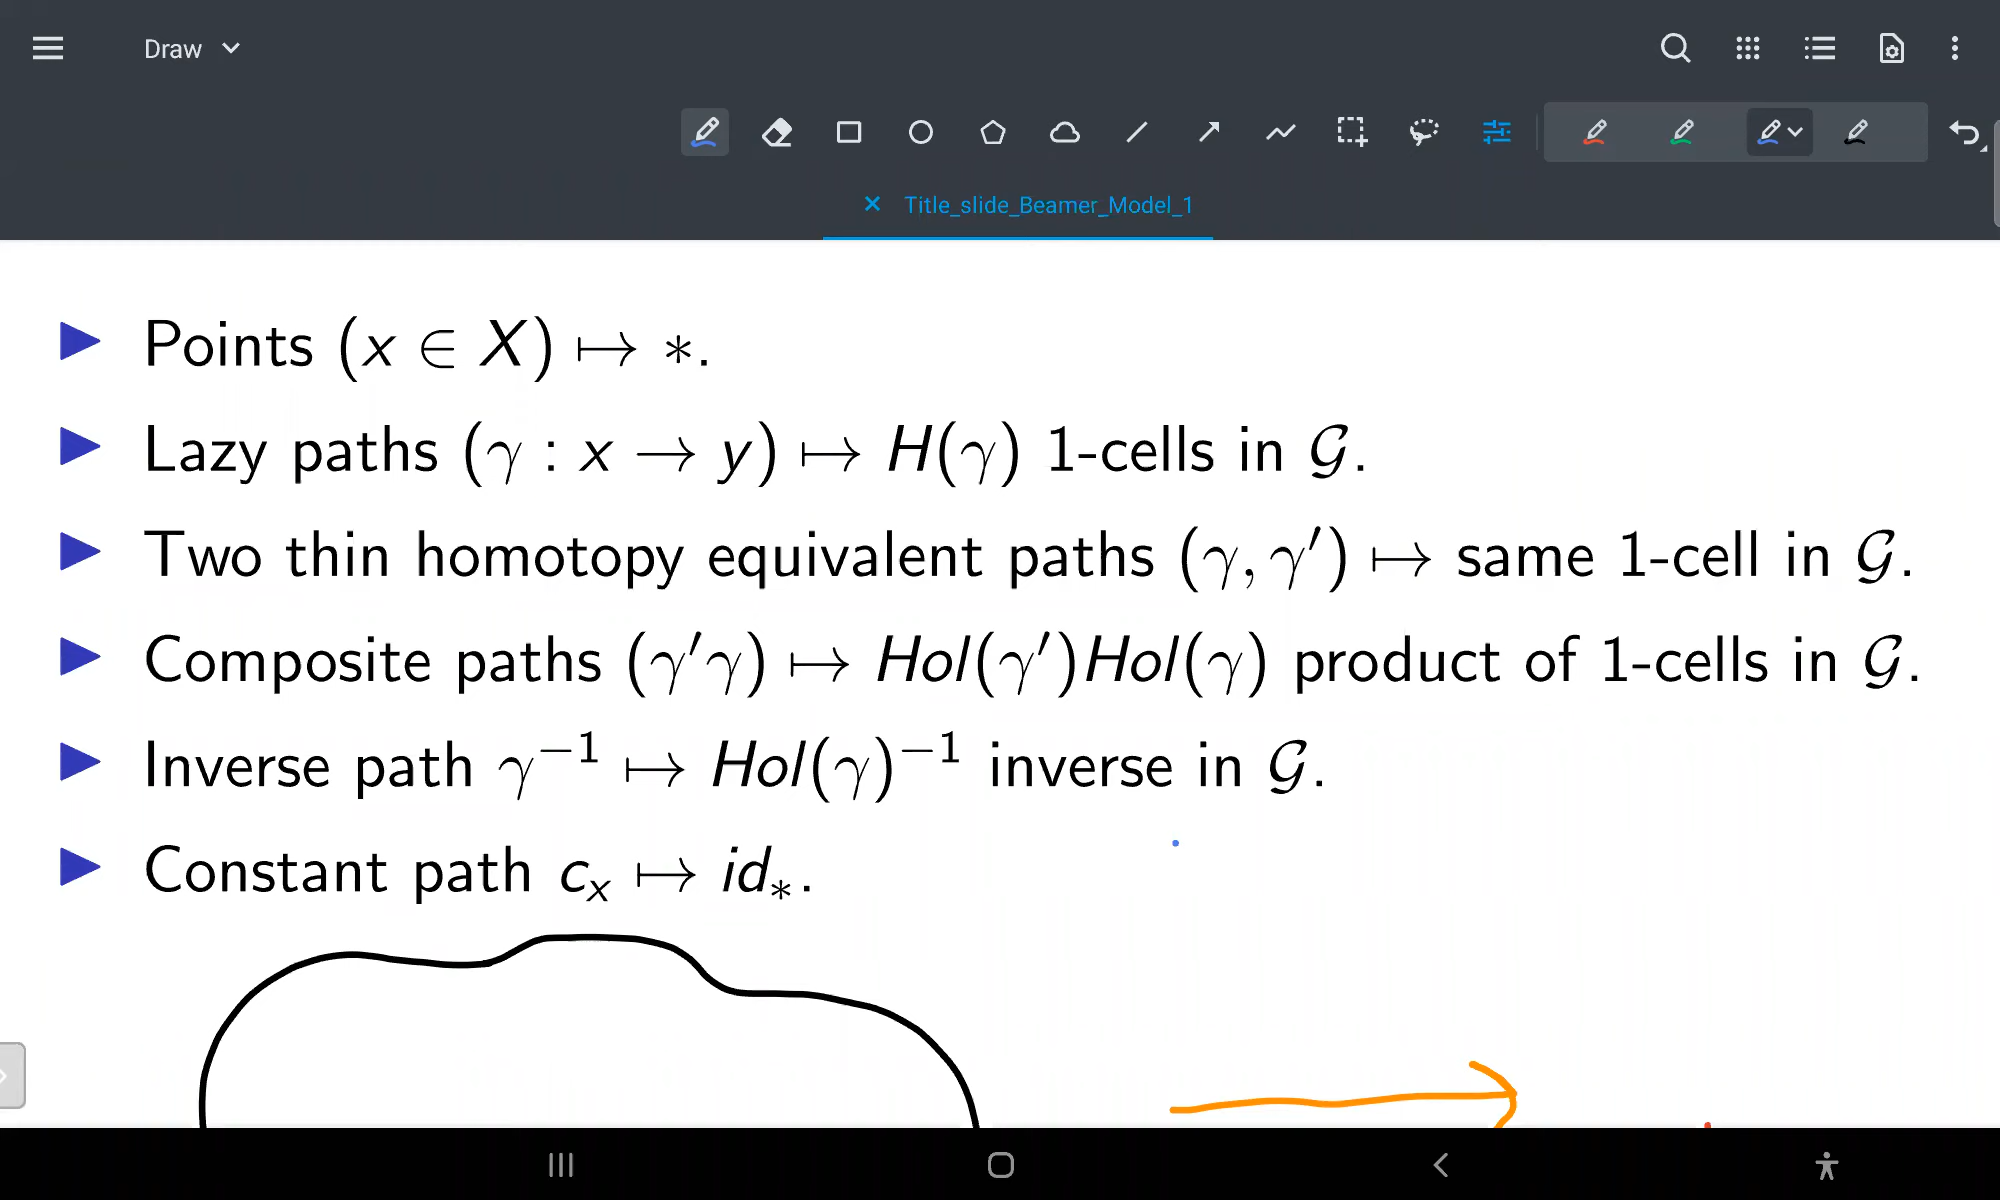 Draw
Title_slide_Beamer_Model_1
Points (x ∈ X) ↦ ∗.
Lazy paths (γ : x → y) ↦ H(γ) 1-cells in 𝒢.
Two thin homotopy equivalent paths (γ, γ′) ↦ same 1-cell in 𝒢.
Composite paths (γ′γ) ↦ Hol(γ′)Hol(γ) product of 1-cells in 𝒢.
Inverse path γ⁻¹ ↦ Hol(γ)⁻¹ inverse in 𝒢.
Constant path cₓ ↦ id∗.